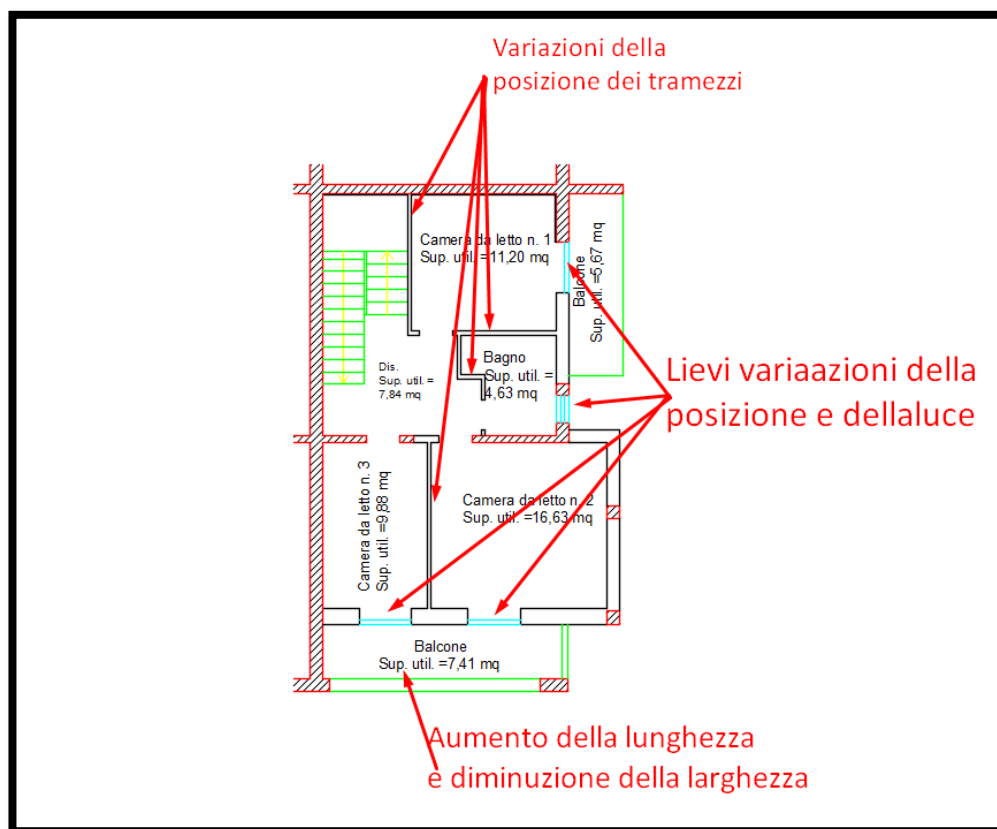 Variazioni della
posizione dei tramezzi
Camera da letto n. 1
Sup. util. =11,20 mq
Balcone
Sup. util. =5,67 mq
Dis.
Sup. util. =
7,84 mq
Bagno
Sup. util. =
4,63 mq
Lievi variaazioni della
posizione e dellaluce
Camera da letto n. 3
Sup. util. =9,88 mq
Camera da letto n. 2
Sup. util. =16,63 mq
Balcone
Sup. util. =7,41 mq
Aumento della lunghezza
e diminuzione della larghezza